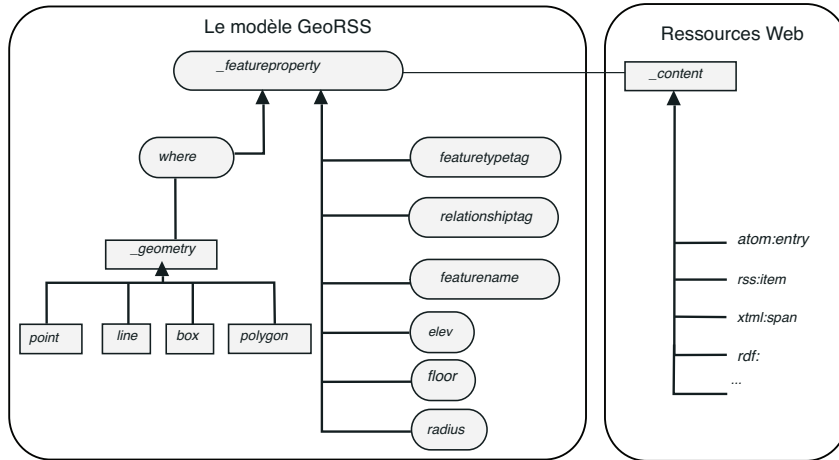 Le modèle GeoRSS
_featureproperty
where
_geometry
point
line
box
polygon
featuretypetag
relationshiptag
featurename
elev
floor
radius
Ressources Web
_content
atom:entry
rss:item
xtml:span
rdf:
...